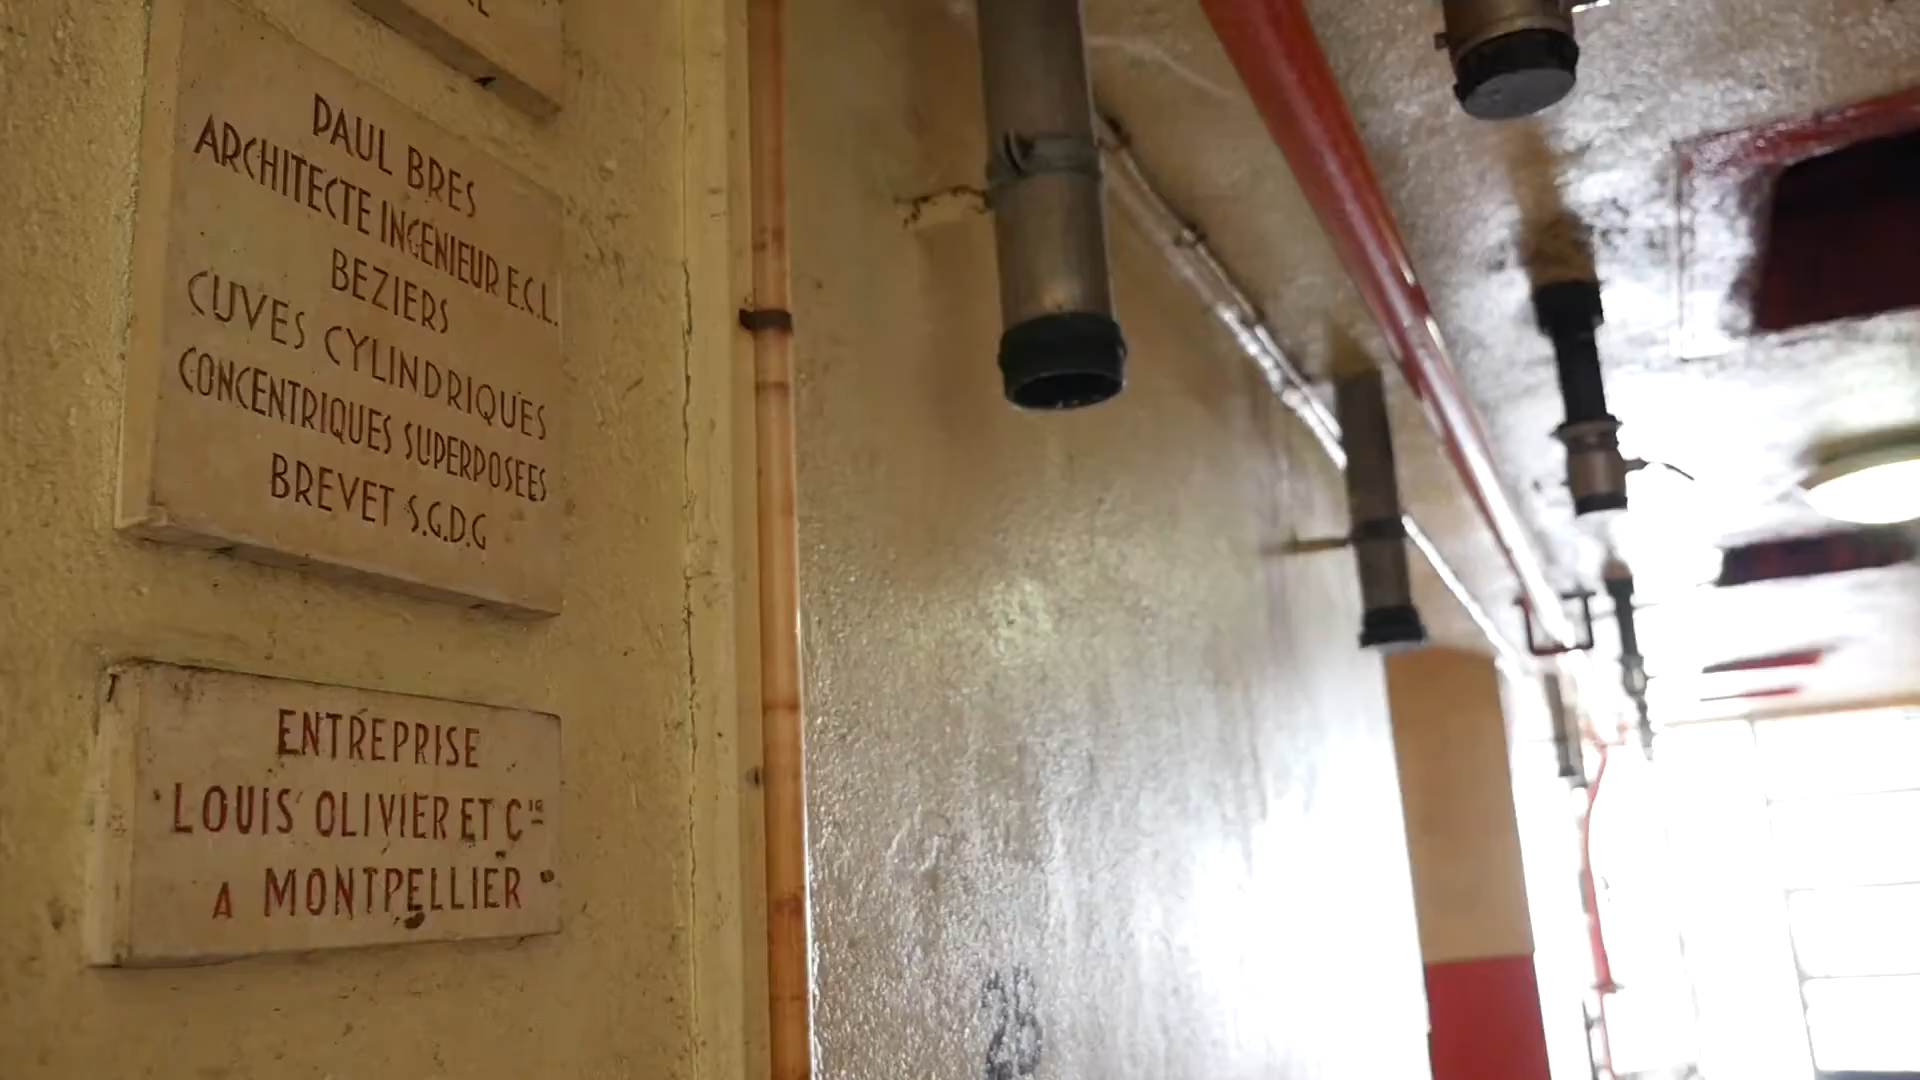 PAUL BRES
ARCHITECTE INGENIEUR E.C.L.
BEZIERS
CUVES CYLINDRIQUES
CONCENTRIQUES SUPERPOSEES
BREVET S.G.D.G
ENTREPRISE
LOUIS OLIVIER ET Cie
A MONTPELLIER